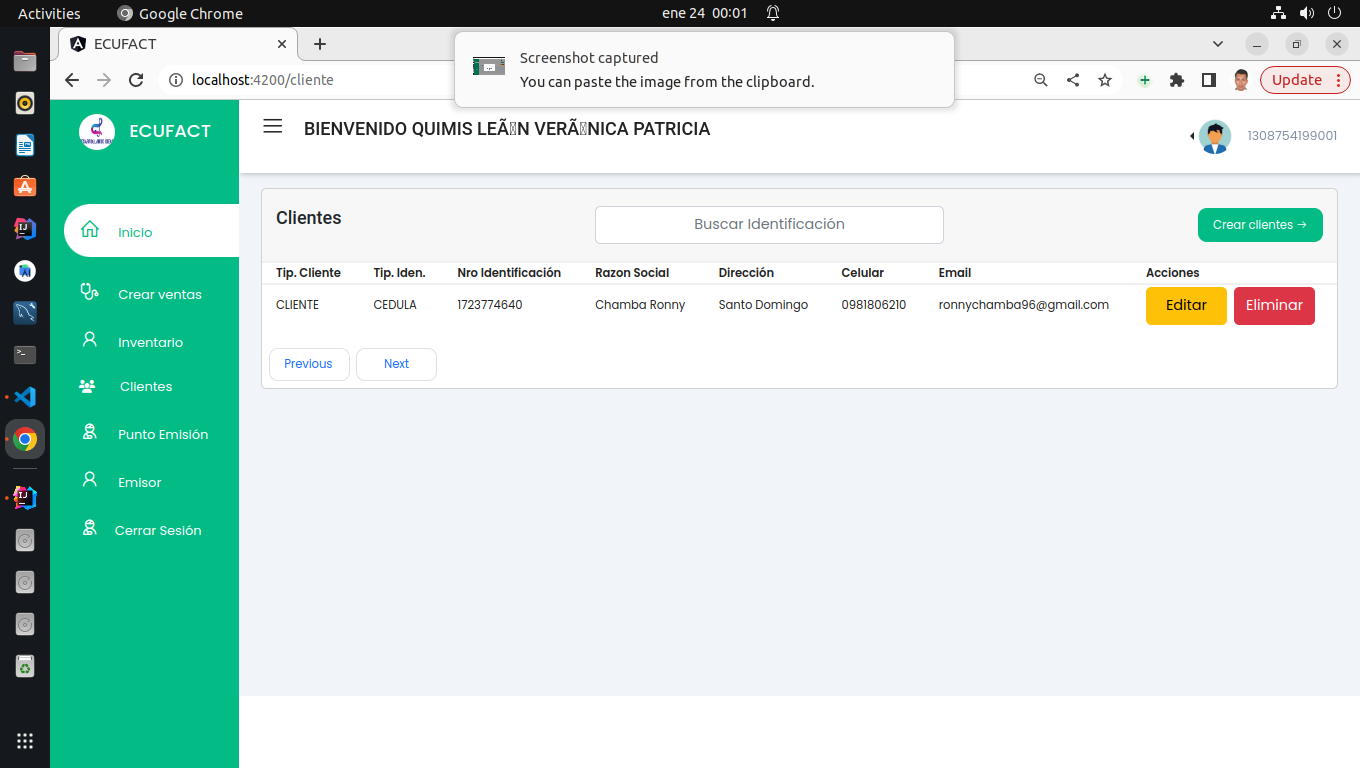 Activities
Google Chrome
ene 24 00:01
ECUFACT
Screenshot captured
You can paste the image from the clipboard.
localhost:4200/cliente
Update
ECUFACT
BIENVENIDO QUIMIS LEÃN VERÃNICA PATRICIA
1308754199001
Inicio
Crear ventas
Inventario
Clientes
Punto Emisión
Emisor
Cerrar Sesión
Clientes
Buscar Identificación
Crear clientes →
Tip. Cliente Tip. Iden. Nro Identificación Razon Social Dirección Celular Email Acciones
CLIENTE CEDULA 1723774640 Chamba Ronny Santo Domingo 0981806210 ronnychamba96@gmail.com Editar Eliminar
Previous Next